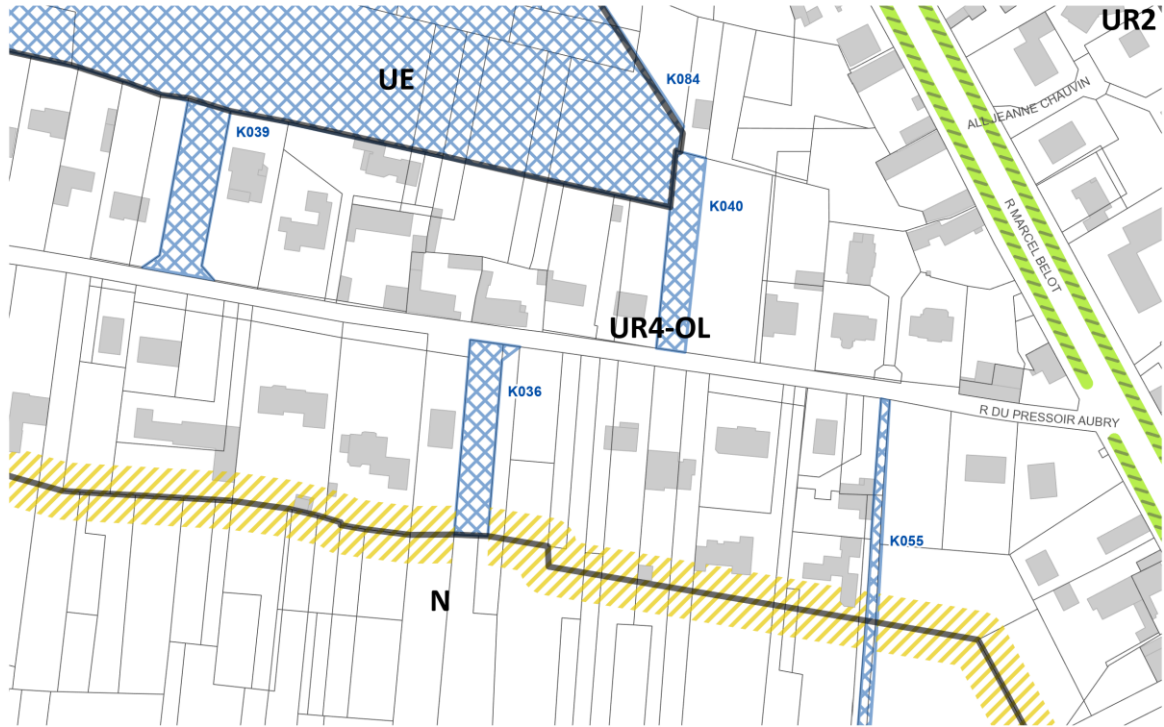 UR2
UE
K084
ALL JEANNE CHAUVIN
K039
K040
R MARCEL BELOT
UR4-OL
K036
R DU PRESSOIR AUBRY
K055
N